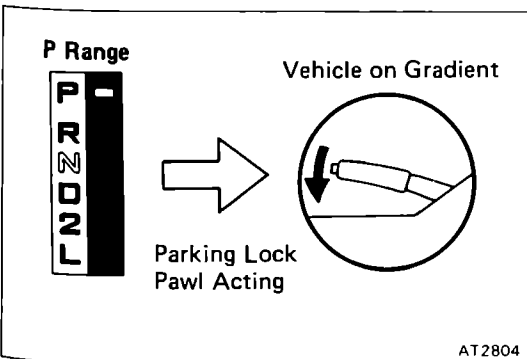 P Range
P
R
N
D
2
L
Vehicle on Gradient
Parking Lock
Pawl Acting
AT2804